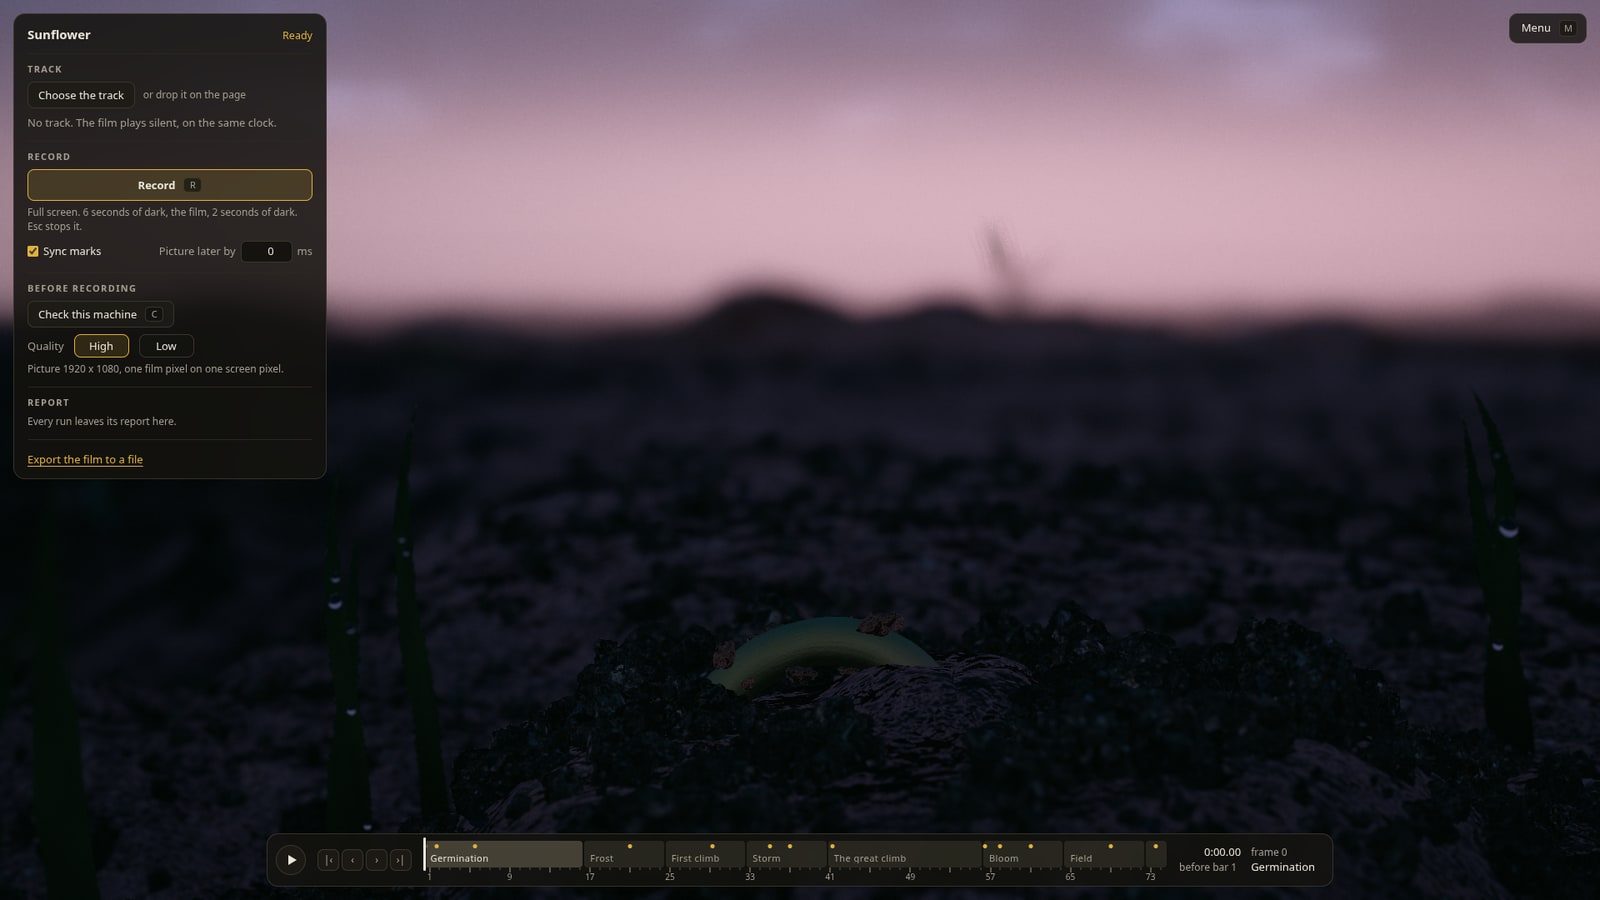 Sunflower
Ready
Menu M
TRACK
Choose the track or drop it on the page
No track. The film plays silent, on the same clock.
RECORD
Record R
Full screen. 6 seconds of dark, the film, 2 seconds of dark.
Esc stops it.
Sync marks Picture later by 0 ms
BEFORE RECORDING
Check this machine C
Quality High Low
Picture 1920 x 1080, one film pixel on one screen pixel.
REPORT
Every run leaves its report here.
Export the film to a file
Germination Frost First climb Storm The great climb Bloom Field
1 9 17 25 33 41 49 57 65 73
0:00.00 frame 0
before bar 1 Germination